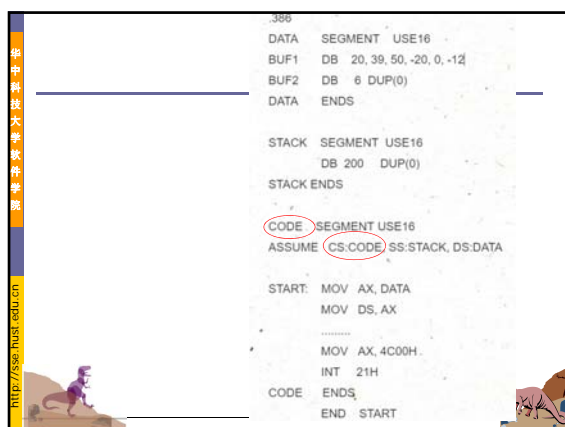 华中科技大学软件学院
http://sse.hust.edu.cn
.386
DATA SEGMENT USE16
BUF1 DB 20, 39, 50, -20, 0, -12
BUF2 DB 6 DUP(0)
DATA ENDS
STACK SEGMENT USE16
DB 200 DUP(0)
STACK ENDS
CODE SEGMENT USE16
ASSUME CS:CODE, SS:STACK, DS:DATA
START: MOV AX, DATA
MOV DS, AX
.........
MOV AX, 4C00H
INT 21H
CODE ENDS
END START